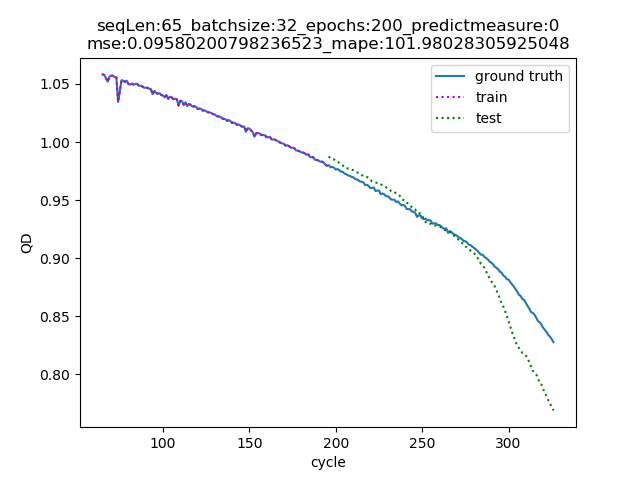 seqLen:65_batchsize:32_epochs:200_predictmeasure:0
mse:0.09580200798236523_mape:101.98028305925048
ground truth
train
test
1.05
1.00
0.95
0.90
0.85
0.80
QD
100
150
200
250
300
cycle